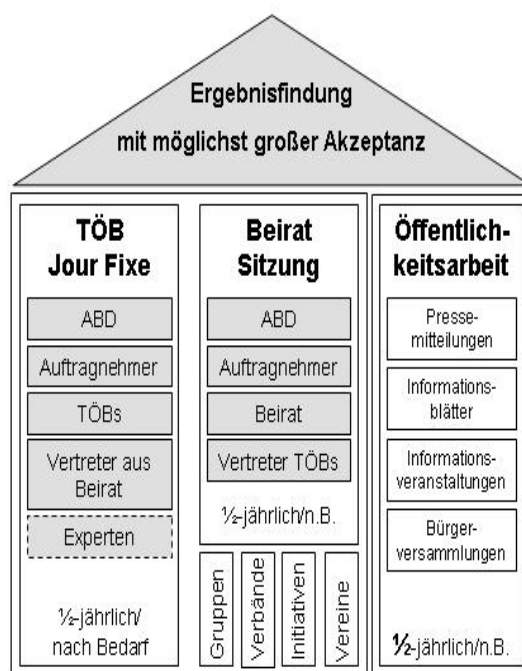 Ergebnisfindung
mit möglichst großer Akzeptanz
TÖB
Jour Fixe
ABD
Auftragnehmer
TÖBs
Vertreter aus
Beirat
Experten
½-jährlich/
nach Bedarf
Beirat
Sitzung
ABD
Auftragnehmer
Beirat
Vertreter TÖBs
½-jährlich/n.B.
Gruppen
Verbände
Initiativen
Vereine
Öffentlich-
keitsarbeit
Presse-
mitteilungen
Informations-
blätter
Informations-
veranstaltungen
Bürger-
versammlungen
½-jährlich/n.B.